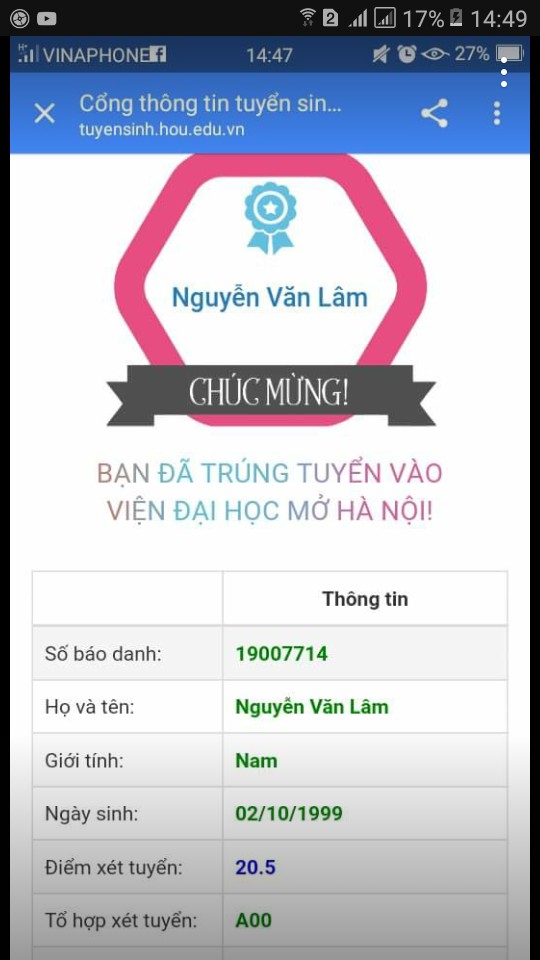 17% 14:49
VINAPHONE 14:47 27%
Cổng thông tin tuyển sin...
tuyensinh.hou.edu.vn
Nguyễn Văn Lâm
CHÚC MỪNG!
BẠN ĐÃ TRÚNG TUYỂN VÀO
VIỆN ĐẠI HỌC MỞ HÀ NỘI!
Thông tin
Số báo danh: 19007714
Họ và tên: Nguyễn Văn Lâm
Giới tính: Nam
Ngày sinh: 02/10/1999
Điểm xét tuyển: 20.5
Tổ hợp xét tuyển: A00